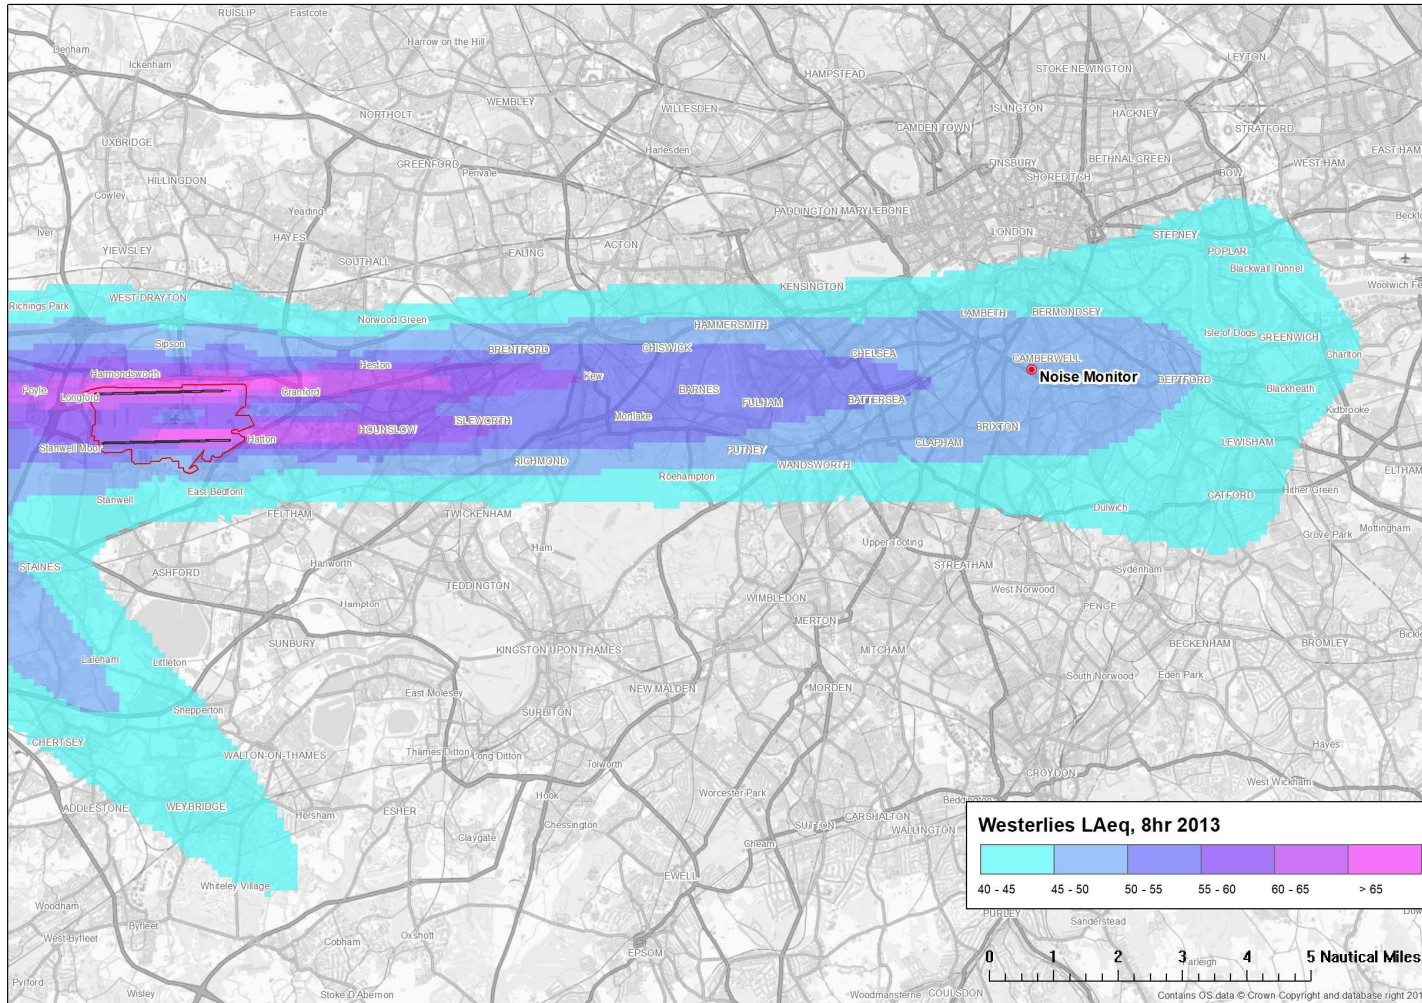 RUISLIP
Eastcote
Denham
Ickenham
Harrow on the Hill
HAMPSTEAD
STOKE NEWINGTON
LEYTON
WEMBLEY
WILLESDEN
ISLINGTON
HACKNEY
NORTHOLT
CAMDEN TOWN
STRATFORD
UXBRIDGE
Harlesden
FINSBURY
BETHNAL GREEN
WEST HAM
EAST HAM
HILLINGDON
GREENFORD
Perivale
SHOREDITCH
BOW
Cowley
Yeading
PADDINGTON
MARYLEBONE
Iver
YIEWSLEY
HAYES
EALING
ACTON
LONDON
STEPNEY
POPLAR
SOUTHALL
Blackwall Tunnel
KENSINGTON
Richings Park
WEST DRAYTON
Norwood Green
LAMBETH
BERMONDSEY
HAMMERSMITH
Isle of Dogs
GREENWICH
Sipson
BRENTFORD
CHISWICK
CHELSEA
CAMBERWELL
Charlton
Harmondsworth
Heston
Kew
Noise Monitor
DEPTFORD
Poyle
Longford
Cranford
BARNES
FULHAM
BATTERSEA
Blackheath
Mortlake
Kidbrooke
ISLEWORTH
HOUNSLOW
BRIXTON
Stanwell Moor
Hatton
CLAPHAM
LEWISHAM
PUTNEY
RICHMOND
WANDSWORTH
ELTHAM
Roehampton
Stanwell
East Bedfont
CATFORD
Hither Green
FELTHAM
TWICKENHAM
Dulwich
Mottingham
Grove Park
Ham
Upper Tooting
STAINES
ASHFORD
Hanworth
STREATHAM
Sydenham
TEDDINGTON
West Norwood
WIMBLEDON
PENGE
Hampton
MERTON
SUNBURY
KINGSTON UPON THAMES
MITCHAM
BECKENHAM
BROMLEY
Laleham
Littleton
South Norwood
Eden Park
East Molesey
NEW MALDEN
MORDEN
Shepperton
SURBITON
CHERTSEY
WALTON-ON-THAMES
Thames Ditton
Long Ditton
Hayes
Tolworth
CROYDON
West Wickham
ADDLESTONE
WEYBRIDGE
Hersham
ESHER
Hook
Worcester Park
Beddington
CARSHALTON
WALLINGTON
Chessington
SUTTON
Claygate
Cheam
Westerlies LAeq, 8hr 2013
40 - 45
45 - 50
50 - 55
55 - 60
60 - 65
> 65
EWELL
Whiteley Village
Woodham
Byfleet
PURLEY
Sanderstead
West Byfleet
Cobham
Oxshott
EPSOM
0 1 2 3 4 5 Nautical Miles
Pyrford
Wisley
Stoke D'Abernon
Woodmansterne
COULSDON
Contains OS data © Crown Copyright and database right 201